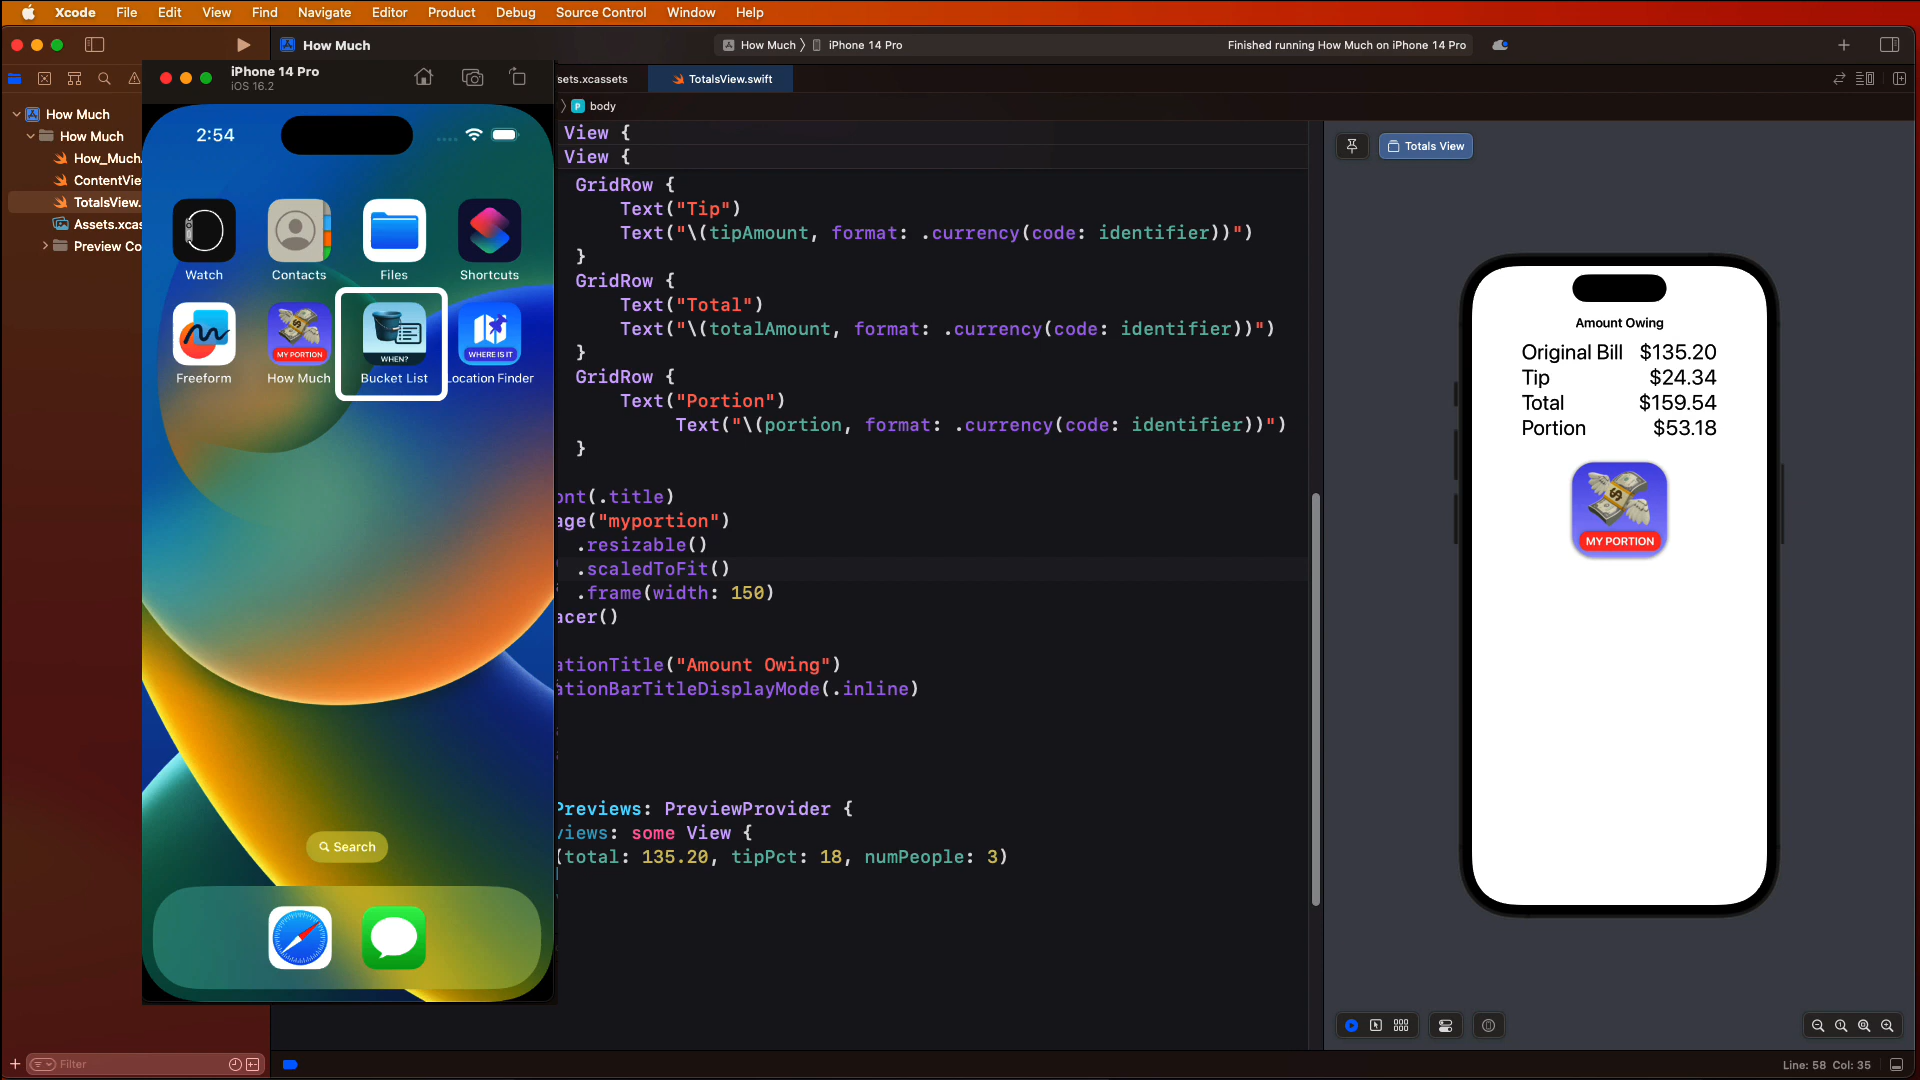 Xcode File Edit View Find Navigate Editor Product Debug Source Control Window Help
How Much
How Much 〉 iPhone 14 Pro
Finished running How Much on iPhone 14 Pro
iPhone 14 Pro
iOS 16.2
sets.xcassets
TotalsView.swift
body
How Much
How Much
How_Much.
ContentVie
TotalsView.
Assets.xcas
Preview Co
2:54
Watch
Contacts
Files
Shortcuts
MY PORTION
WHEN?
WHERE IS IT
Freeform
How Much
Bucket List
Location Finder
Search
View {
View {
GridRow {
Text("Tip")
Text("\(tipAmount, format: .currency(code: identifier))")
}
GridRow {
Text("Total")
Text("\(totalAmount, format: .currency(code: identifier))")
}
GridRow {
Text("Portion")
Text("\(portion, format: .currency(code: identifier))")
}
ont(.title)
age("myportion")
.resizable()
.scaledToFit()
.frame(width: 150)
acer()
ationTitle("Amount Owing")
ationBarTitleDisplayMode(.inline)
Previews: PreviewProvider {
views: some View {
(total: 135.20, tipPct: 18, numPeople: 3)
Totals View
Amount Owing
Original Bill $135.20
Tip $24.34
Total $159.54
Portion $53.18
MY PORTION
Filter
Line: 58 Col: 35